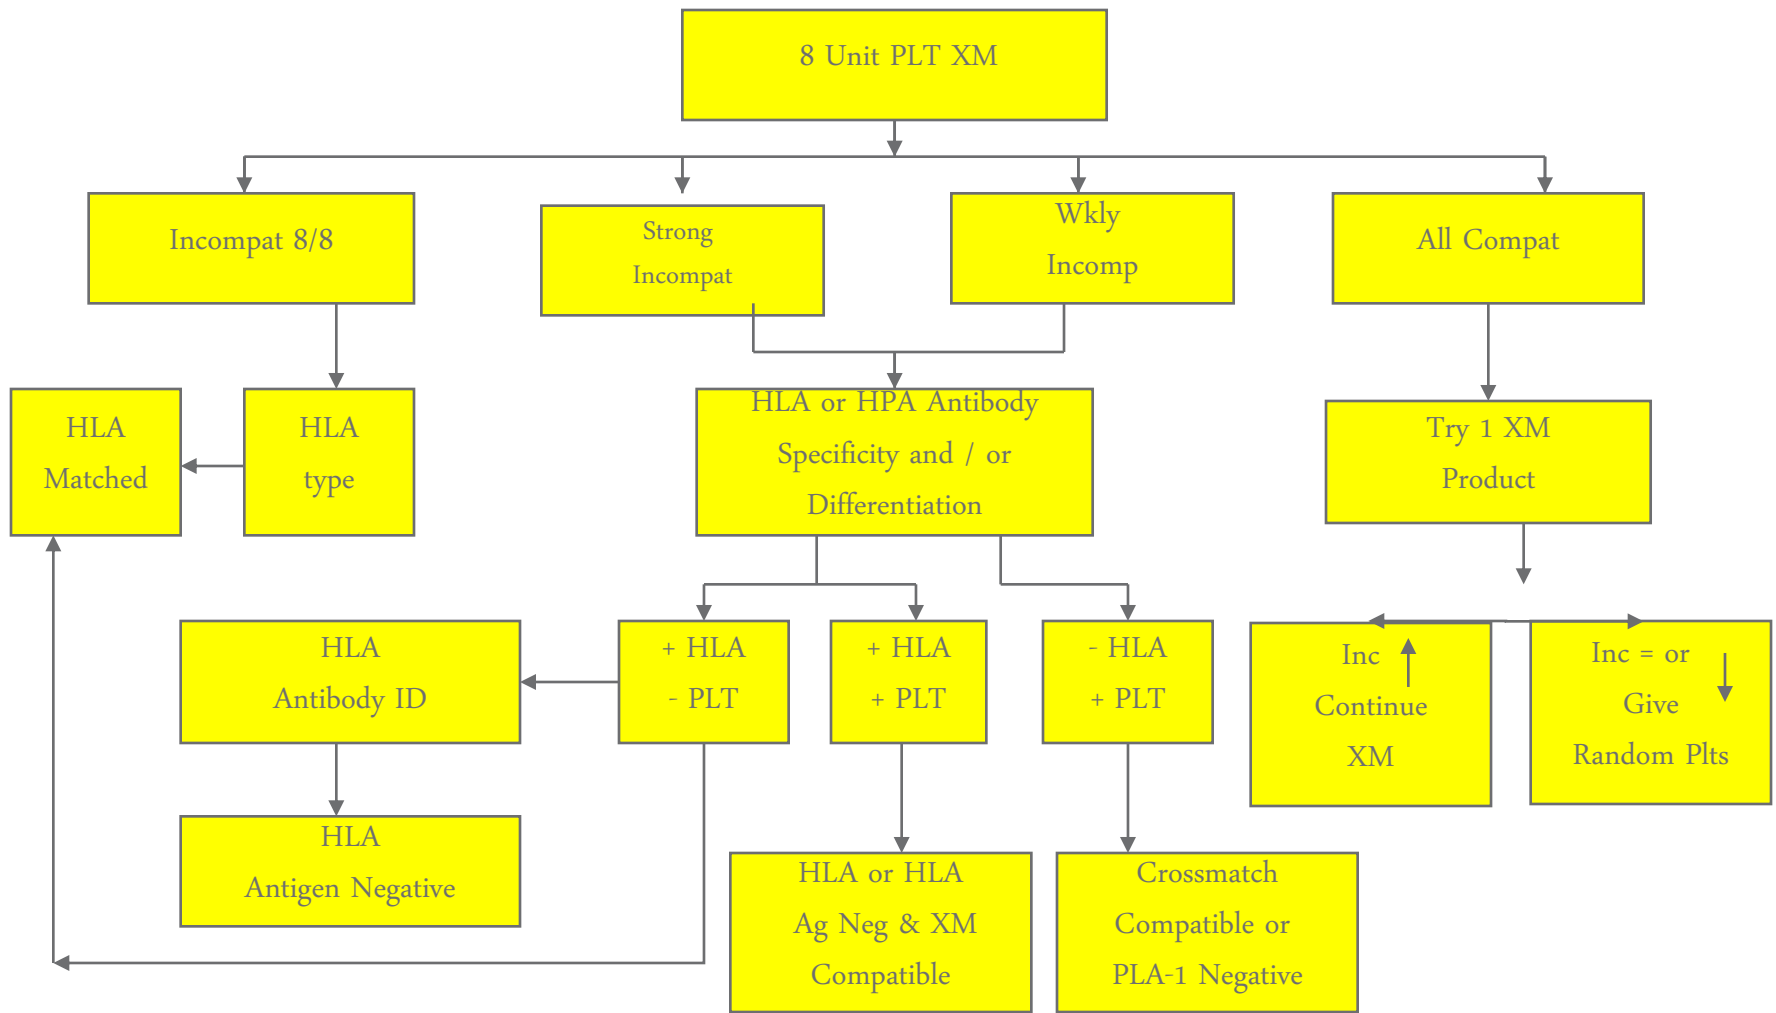 8 Unit PLT XM
Incompat 8/8
Strong
Incompat
Wkly
Incomp
All Compat
HLA
Matched
HLA
type
HLA or HPA Antibody
Specificity and / or
Differentiation
Try 1 XM
Product
HLA
Antibody ID
+ HLA
- PLT
+ HLA
+ PLT
- HLA
+ PLT
Inc
Continue
XM
Inc = or
Give
Random Plts
HLA
Antigen Negative
HLA or HLA
Ag Neg & XM
Compatible
Crossmatch
Compatible or
PLA-1 Negative